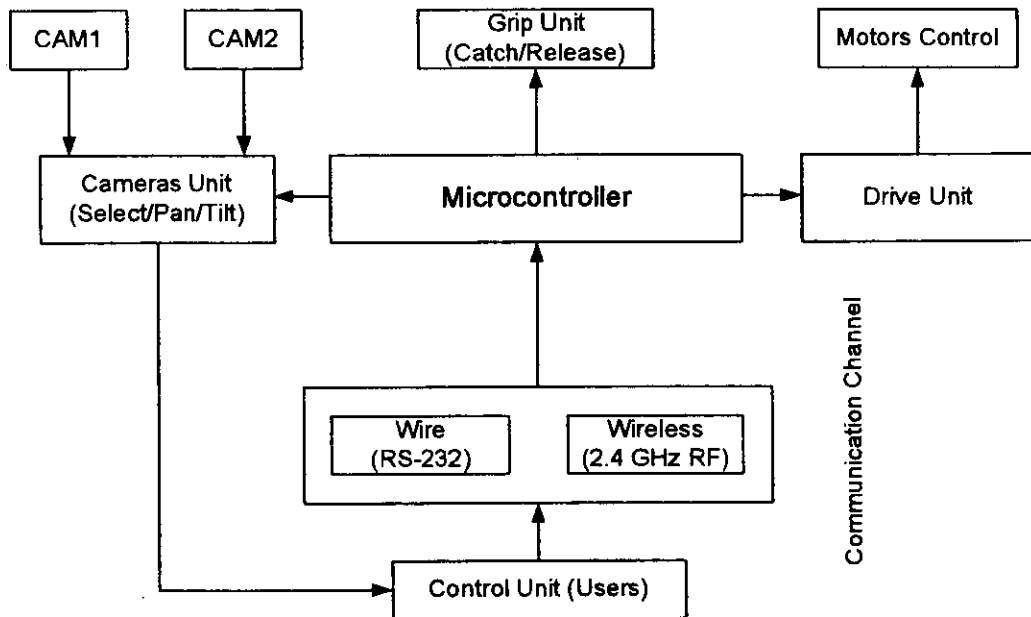 CAM1
CAM2
Grip Unit
(Catch/Release)
Motors Control
Cameras Unit
(Select/Pan/Tilt)
Microcontroller
Drive Unit
Communication Channel
Wire
(RS-232)
Wireless
(2.4 GHz RF)
Control Unit (Users)